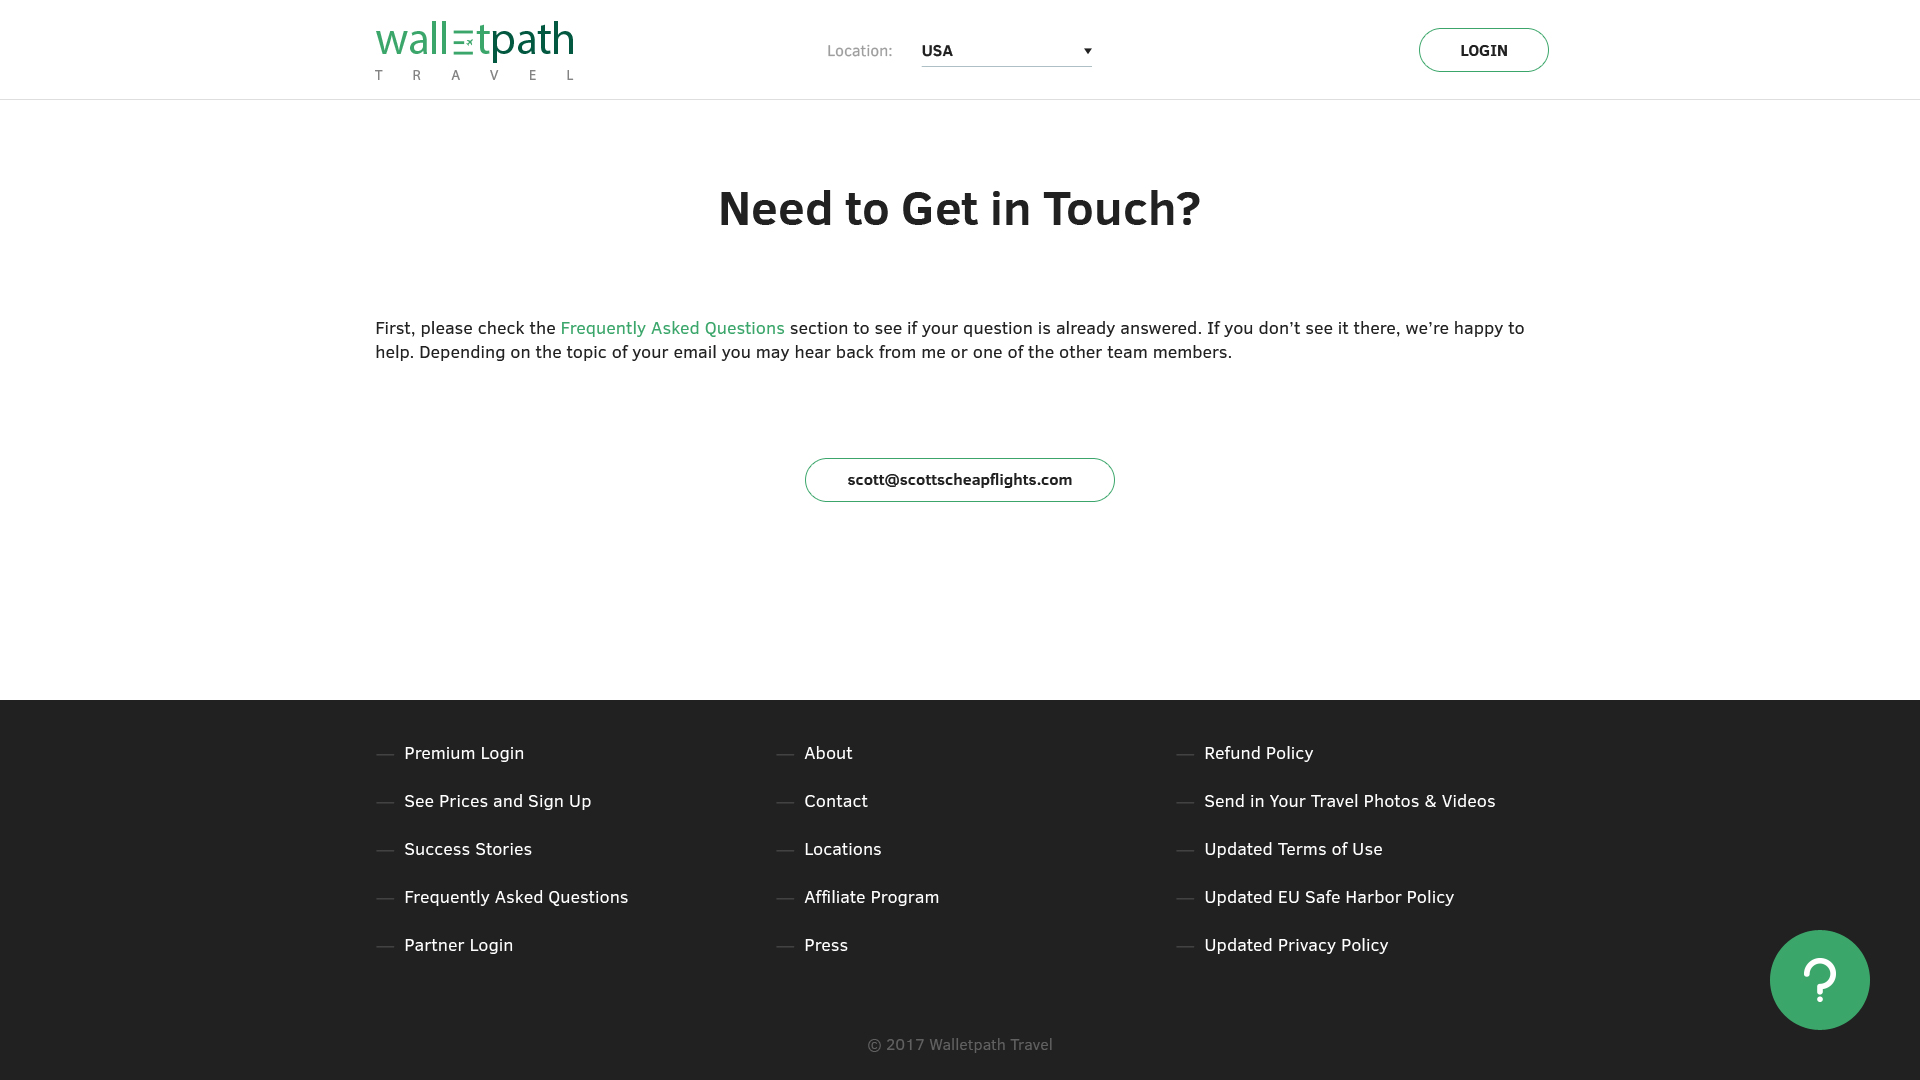 walletpath
TRAVEL
Location:
USA
LOGIN
Need to Get in Touch?
First, please check the Frequently Asked Questions section to see if your question is already answered. If you don’t see it there, we’re happy to
help. Depending on the topic of your email you may hear back from me or one of the other team members.
scott@scottscheapflights.com
— Premium Login
— See Prices and Sign Up
— Success Stories
— Frequently Asked Questions
— Partner Login
— About
— Contact
— Locations
— Affiliate Program
— Press
— Refund Policy
— Send in Your Travel Photos & Videos
— Updated Terms of Use
— Updated EU Safe Harbor Policy
— Updated Privacy Policy
?
© 2017 Walletpath Travel